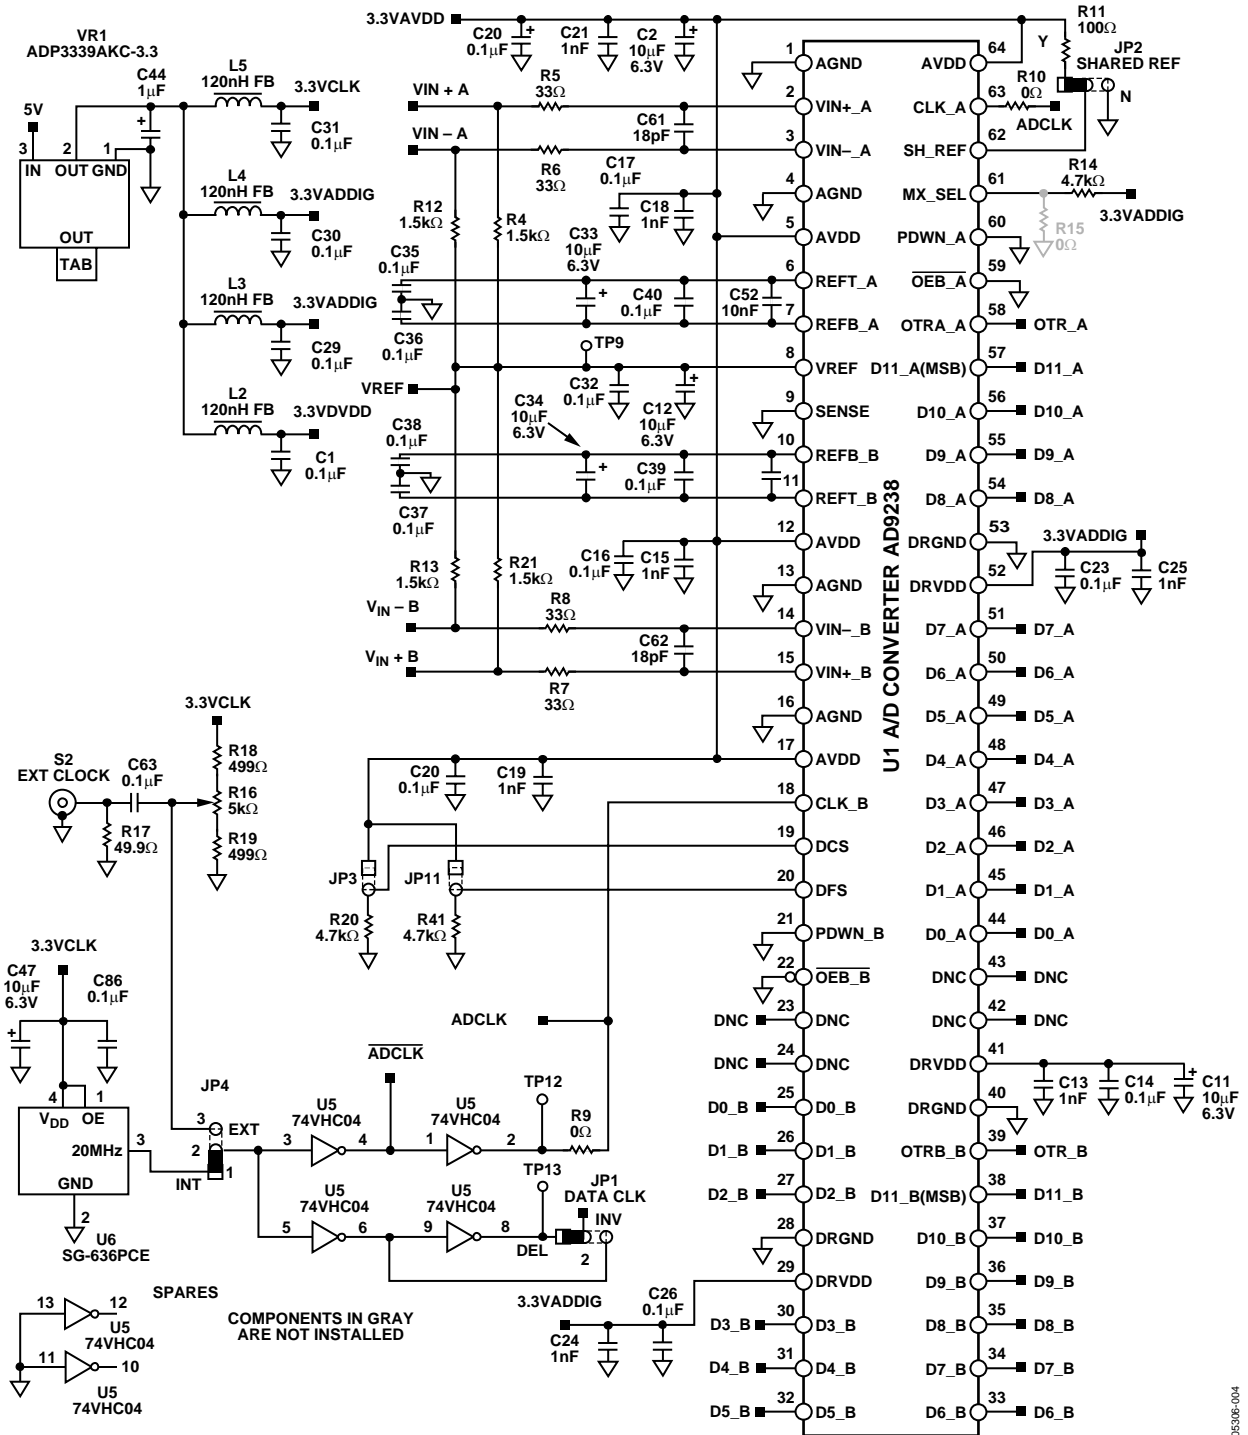 VR1
ADP3339AKC-3.3
C44
1µF
5V
3
2
1
IN
OUT
GND
OUT
TAB
L5
120nH FB
3.3VCLK
C31
0.1µF
L4
120nH FB
3.3VADDIG
C30
0.1µF
L3
120nH FB
3.3VADDIG
C29
0.1µF
L2
120nH FB
3.3VDVDD
C1
0.1µF
3.3VAVDD
C20
0.1µF
+
C21
1nF
C2
10µF
6.3V
+
VIN + A
R5
33Ω
VIN – A
R6
33Ω
C61
18pF
C17
0.1µF
C18
1nF
R12
1.5kΩ
R4
1.5kΩ
C35
0.1µF
C33
10µF
6.3V
+
C40
0.1µF
C52
10nF
C36
0.1µF
TP9
VREF
C32
0.1µF
C12
10µF
6.3V
+
C34
10µF
6.3V
+
C38
0.1µF
C39
0.1µF
C37
0.1µF
C16
0.1µF
C15
1nF
R13
1.5kΩ
R21
1.5kΩ
VIN – B
R8
33Ω
C62
18pF
VIN + B
R7
33Ω
C20
0.1µF
C19
1nF
JP3
JP11
R20
4.7kΩ
R41
4.7kΩ
3.3VCLK
R18
499Ω
R16
5kΩ
R19
499Ω
S2
EXT CLOCK
C63
0.1µF
R17
49.9Ω
3.3VCLK
C47
10µF
6.3V
+
C86
0.1µF
4
1
VDD
OE
20MHz
3
GND
2
U6
SG-636PCE
JP4
3
EXT
2
1
INT
ADCLK
ADCLK
U5
74VHC04
3
4
U5
74VHC04
1
2
TP12
R9
0Ω
U5
74VHC04
5
6
U5
74VHC04
9
8
TP13
DEL
JP1
DATA CLK
INV
2
SPARES
13
12
U5
74VHC04
11
10
U5
74VHC04
COMPONENTS IN GRAY
ARE NOT INSTALLED
3.3VADDIG
C24
1nF
C26
0.1µF
U1 A/D CONVERTER AD9238
1 AGND
2 VIN+_A
3 VIN–_A
4 AGND
5 AVDD
6 REFT_A
7 REFB_A
8 VREF
9 SENSE
10 REFB_B
11 REFT_B
12 AVDD
13 AGND
14 VIN–_B
15 VIN+_B
16 AGND
17 AVDD
18 CLK_B
19 DCS
20 DFS
21 PDWN_B
22 OEB_B
DNC 23 DNC
DNC 24 DNC
D0_B 25 D0_B
D1_B 26 D1_B
D2_B 27 D2_B
28 DRGND
29 DRVDD
D3_B 30 D3_B
D4_B 31 D4_B
D5_B 32 D5_B
AVDD 64
CLK_A 63
SH_REF 62
MX_SEL 61
PDWN_A 60
OEB_A 59
OTRA_A 58 OTR_A
D11_A(MSB) 57 D11_A
D10_A 56 D10_A
D9_A 55 D9_A
D8_A 54 D8_A
DRGND 53
DRVDD 52
D7_A 51 D7_A
D6_A 50 D6_A
D5_A 49 D5_A
D4_A 48 D4_A
D3_A 47 D3_A
D2_A 46 D2_A
D1_A 45 D1_A
D0_A 44 D0_A
DNC 43 DNC
DNC 42 DNC
DRVDD 41
DRGND 40
OTRB_B 39 OTR_B
D11_B(MSB) 38 D11_B
D10_B 37 D10_B
D9_B 36 D9_B
D8_B 35 D8_B
D7_B 34 D7_B
D6_B 33 D6_B
R11
100Ω
Y
JP2
SHARED REF
N
R10
0Ω
ADCLK
R14
4.7kΩ
3.3VADDIG
R15
0Ω
3.3VADDIG
C23
0.1µF
C25
1nF
C13
1nF
C14
0.1µF
C11
10µF
6.3V
+
05306-004